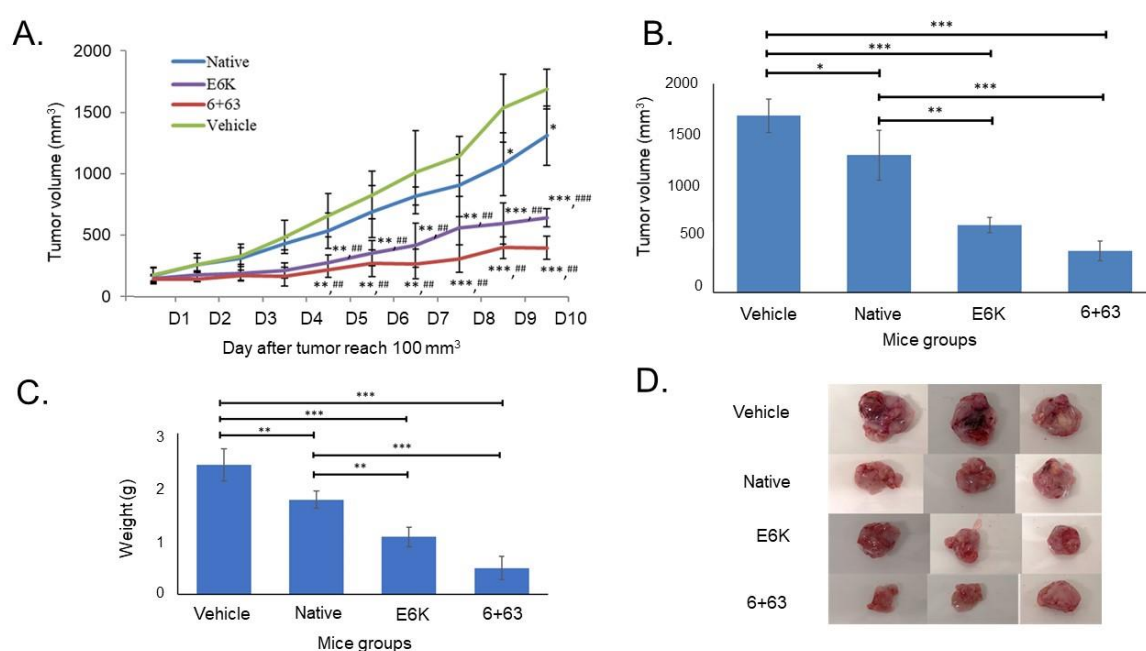 A.
2000
1500
1000
500
0
Tumor volume (mm3)
Native
E6K
6+63
Vehicle
*
*
**,## **,## **,## **,## ***,## ***,###
**,## **,## **,## ***,## ***,## ***,##
D1 D2 D3 D4 D5 D6 D7 D8 D9 D10
Day after tumor reach 100 mm3
B.
***
***
*
***
**
2000
1500
1000
500
0
Tumor volume (mm3)
Vehicle Native E6K 6+63
Mice groups
C.
***
***
**
***
**
3
2
1
0
Weight (g)
Vehicle Native E6K 6+63
Mice groups
D.
Vehicle
Native
E6K
6+63